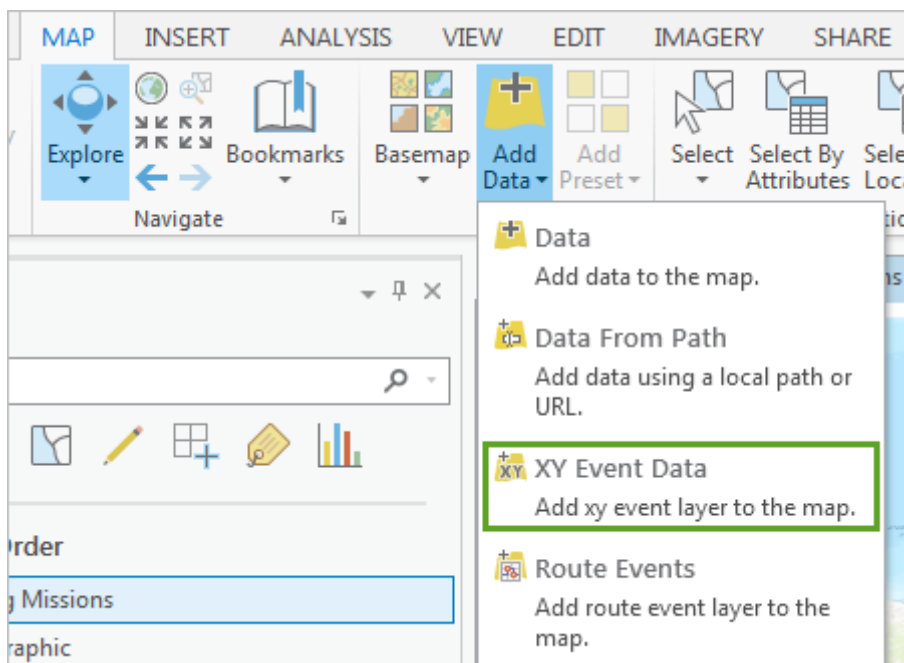 MAP INSERT ANALYSIS VIEW EDIT IMAGERY SHARE
Explore
Bookmarks
Basemap
Add
Data
Add
Preset
Select
Select By
Attributes
Navigate
Data
Add data to the map.
Data From Path
Add data using a local path or
URL.
XY
XY Event Data
Add xy event layer to the map.
Route Events
Add route event layer to the
map.
Missions